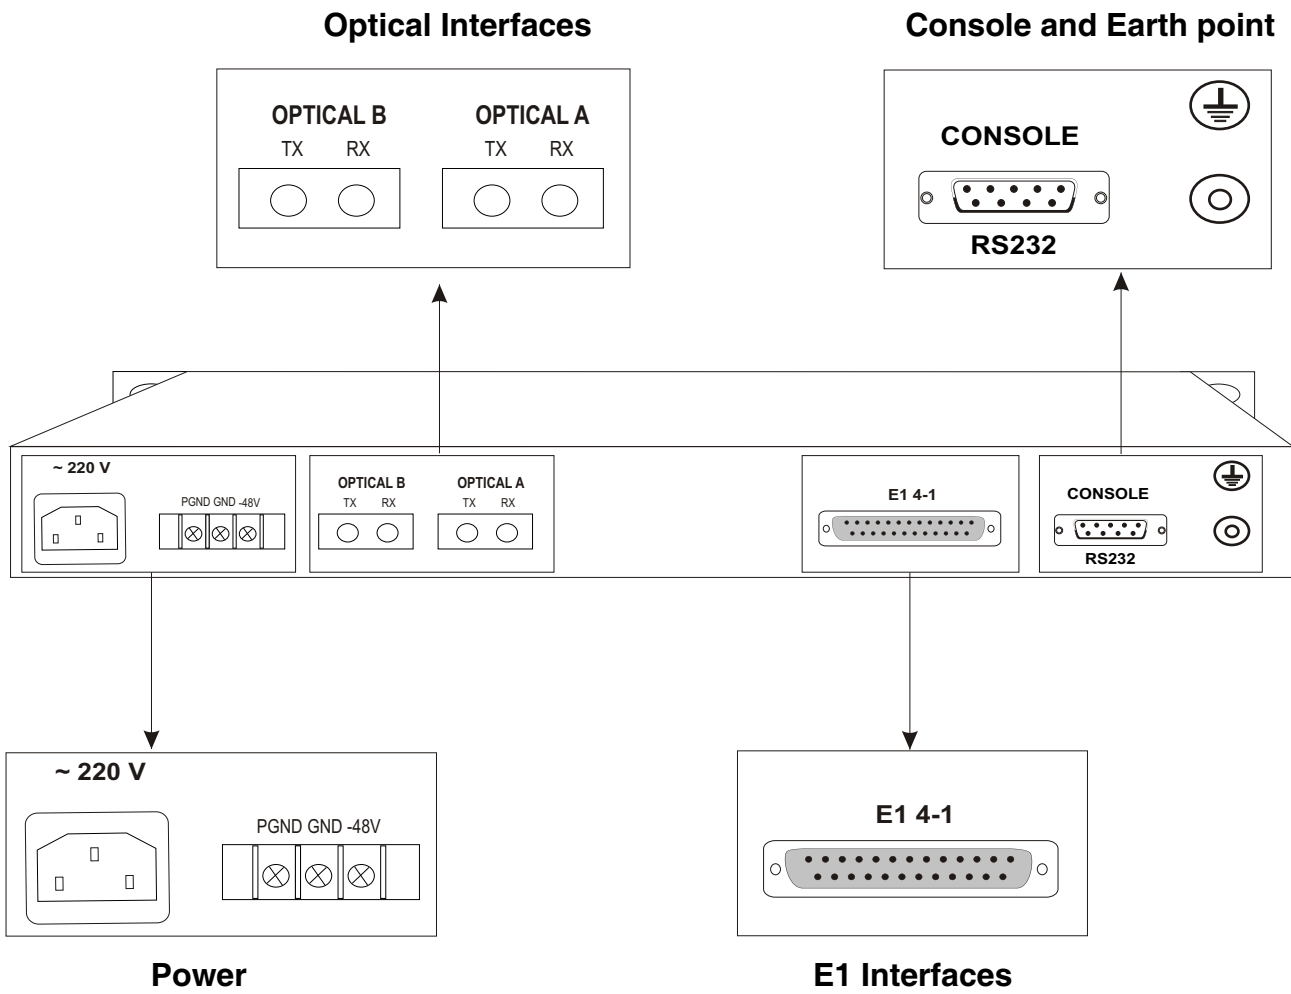 Optical Interfaces
Console and Earth point
OPTICAL B
OPTICAL A
TX RX
TX RX
CONSOLE
RS232
~ 220 V
PGND GND -48V
OPTICAL B
OPTICAL A
TX RX
TX RX
E1 4-1
CONSOLE
RS232
~ 220 V
PGND GND -48V
E1 4-1
Power
E1 Interfaces